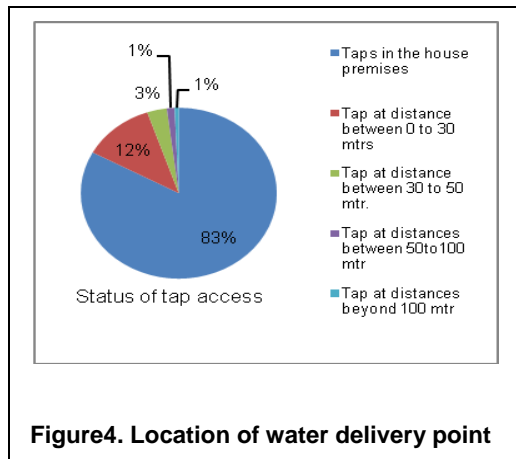 1%
1%
3%
12%
83%
Status of tap access
Taps in the house
premises
Tap at distance
between 0 to 30
mtrs
Tap at distance
between 30 to 50
mtr.
Tap at distances
between 50to100
mtr
Tap at distances
beyond 100 mtr
Figure4. Location of water delivery point